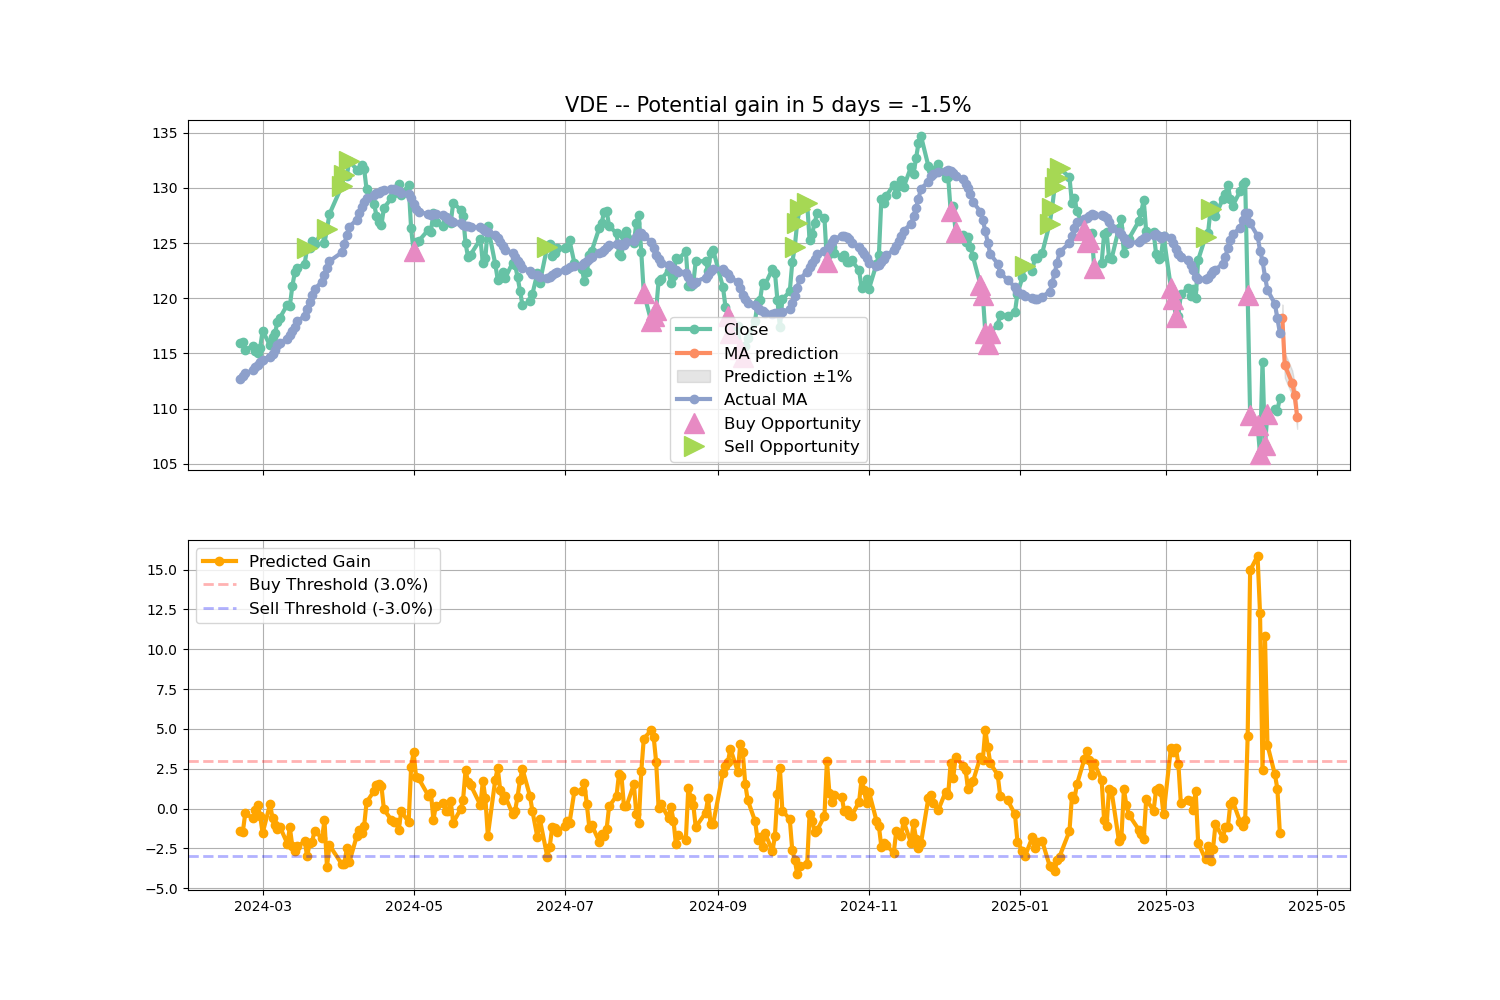 VDE -- Potential gain in 5 days = -1.5%
135
130
125
120
115
110
105
Close
MA prediction
Prediction ±1%
Actual MA
Buy Opportunity
Sell Opportunity
15.0
12.5
10.0
7.5
5.0
2.5
0.0
−2.5
−5.0
Predicted Gain
Buy Threshold (3.0%)
Sell Threshold (-3.0%)
2024-03
2024-05
2024-07
2024-09
2024-11
2025-01
2025-03
2025-05